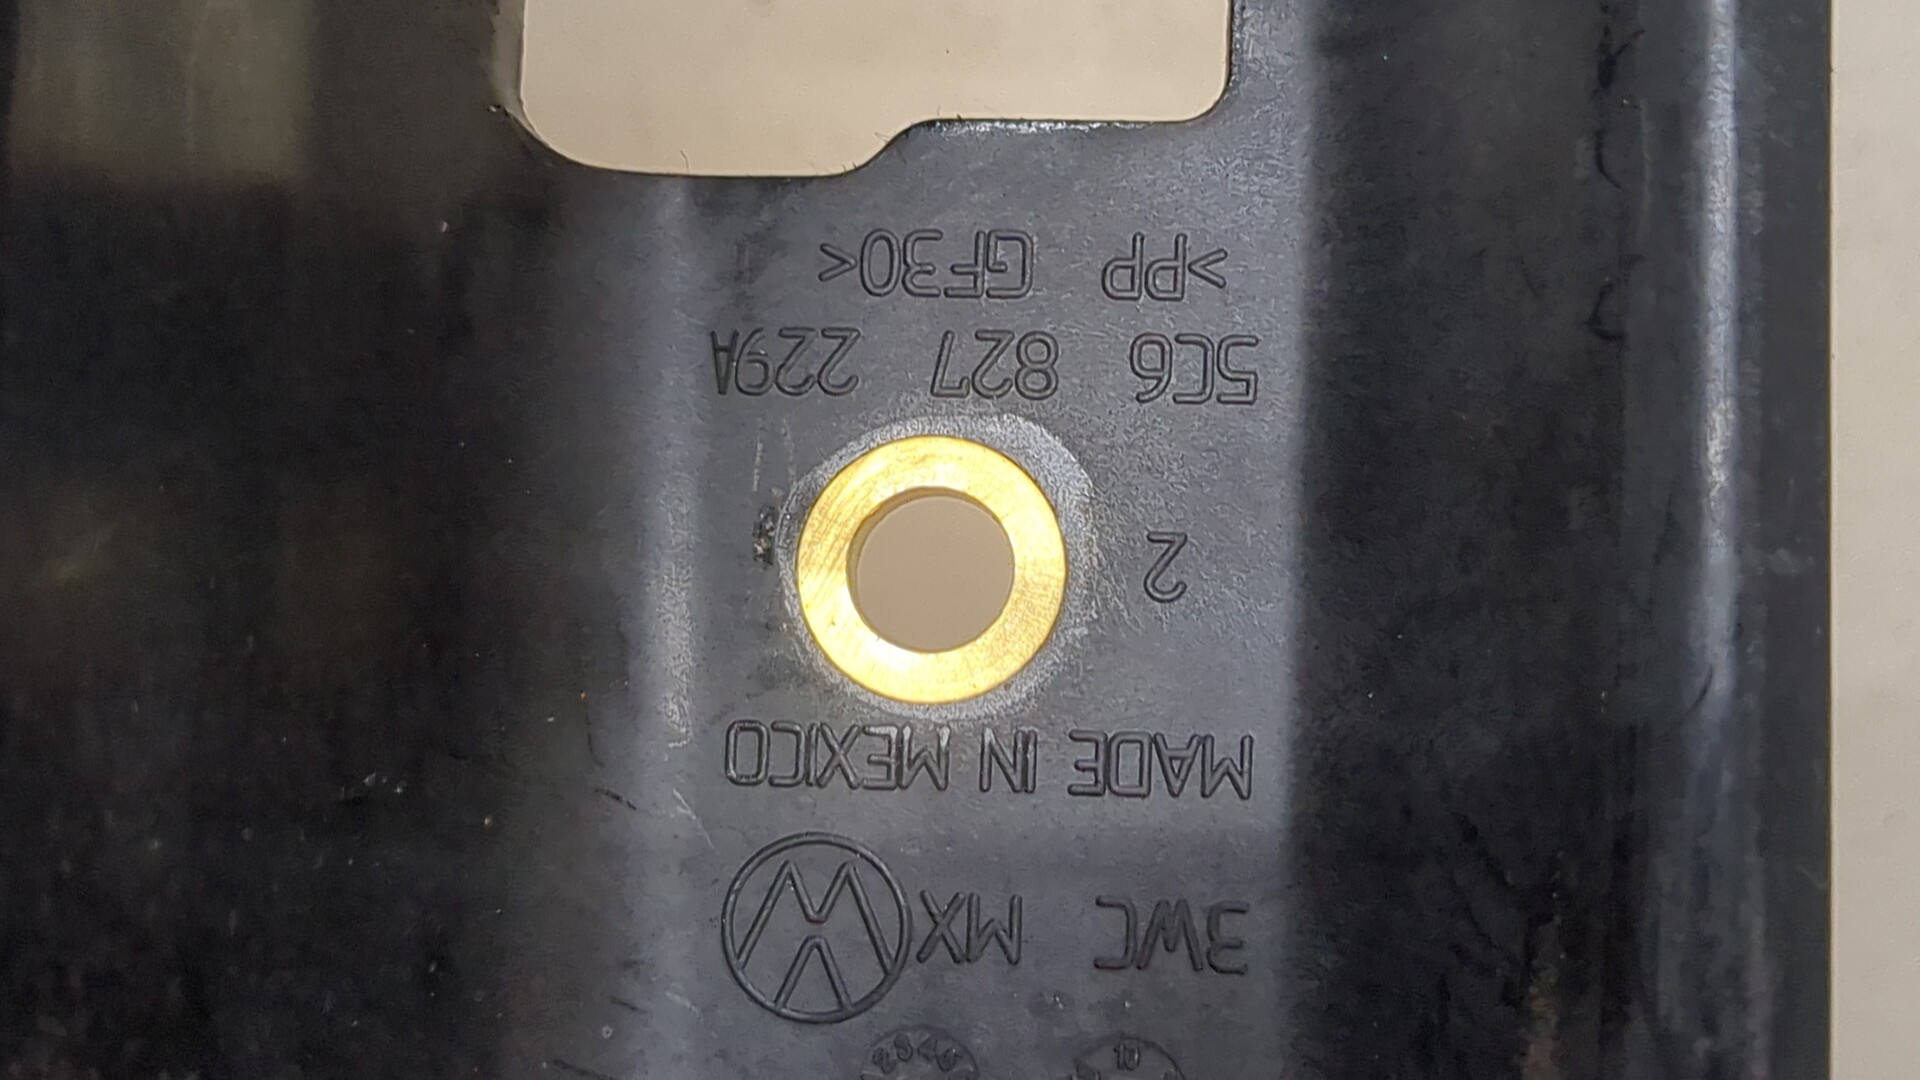 3WC MX
MADE IN MEXICO
2
5C6 827 229A
>PP GF30<